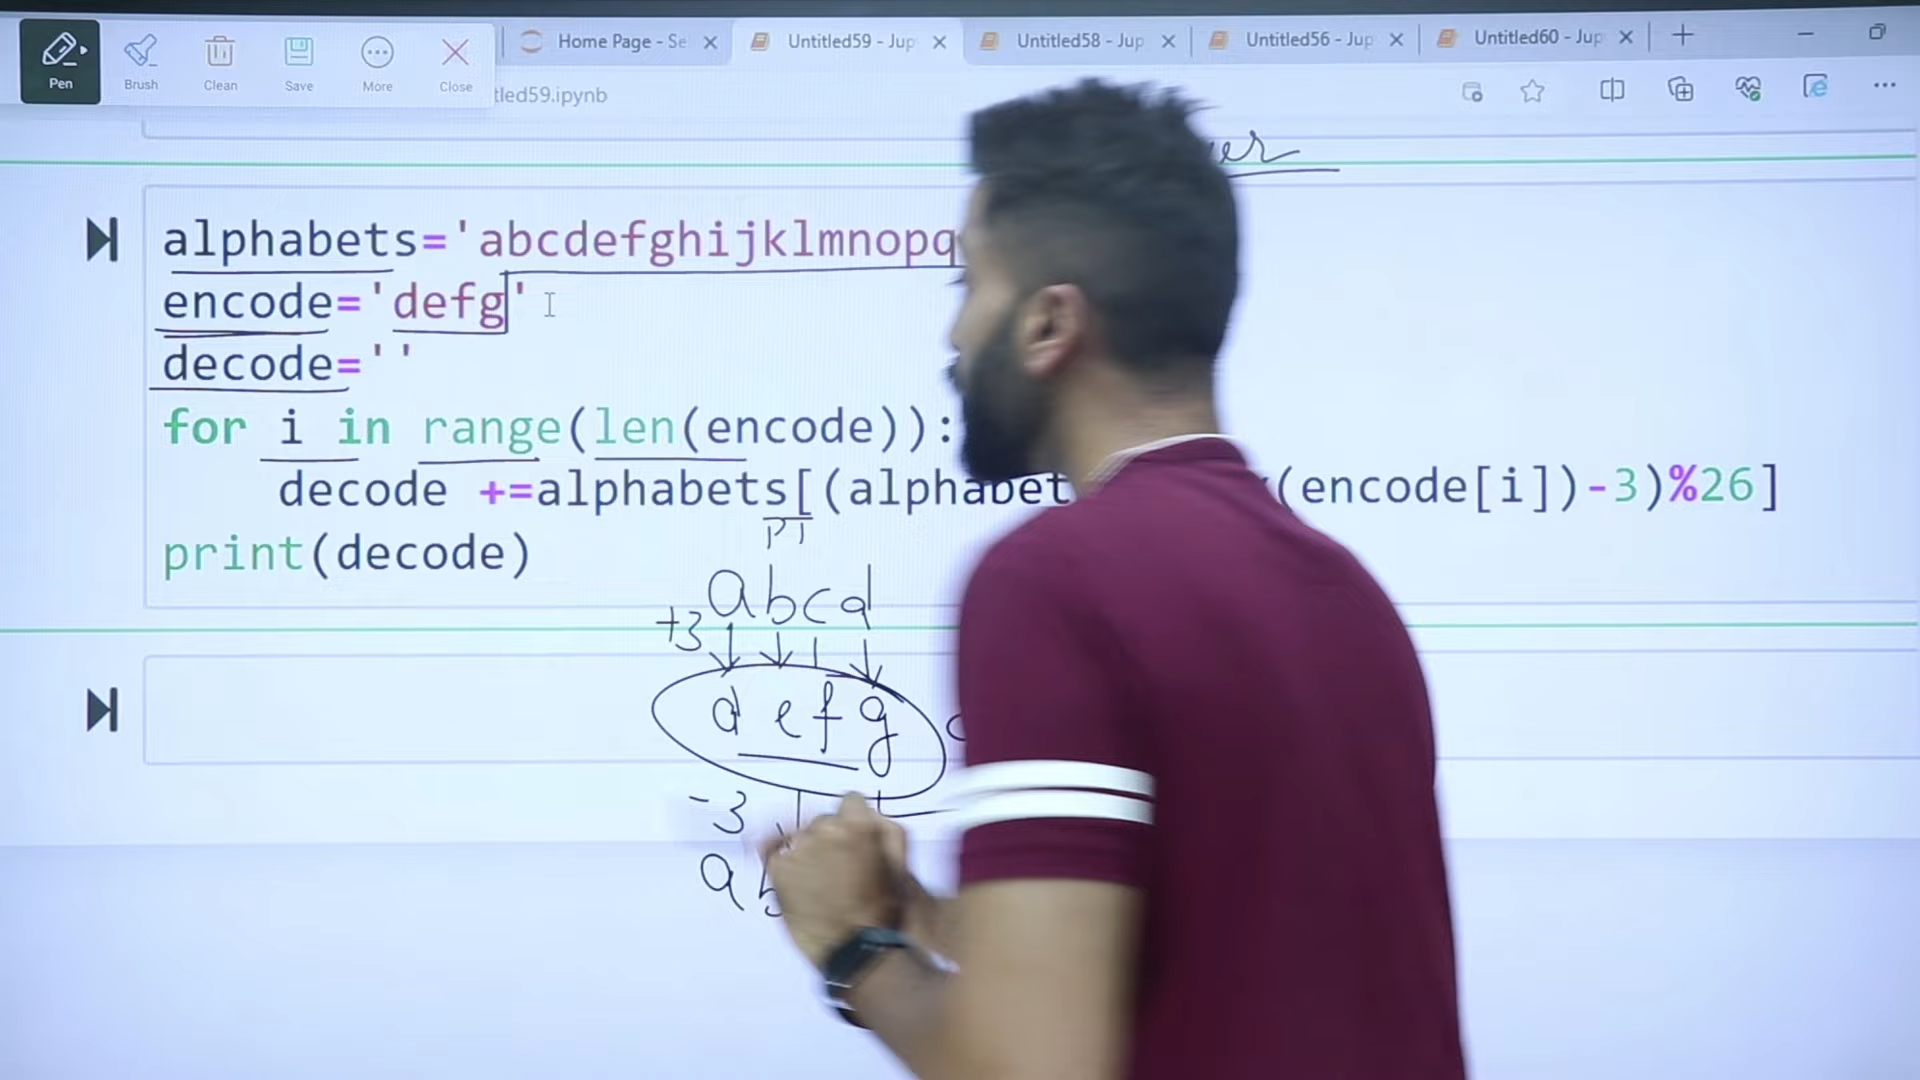 Home Page - Se
Untitled59 - Jup
Untitled58 - Jup
Untitled56 - Jup
Untitled60 - Jup
Pen
Brush
Clean
Save
More
Close
tled59.ipynb
er
alphabets='abcdefghijklmnopq
encode='defg'
decode=''
for i in range(len(encode)):
decode +=alphabets[(alphabet (encode[i])-3)%26]
print(decode)
PT
a b c d
+3
d e f g
-3
a b